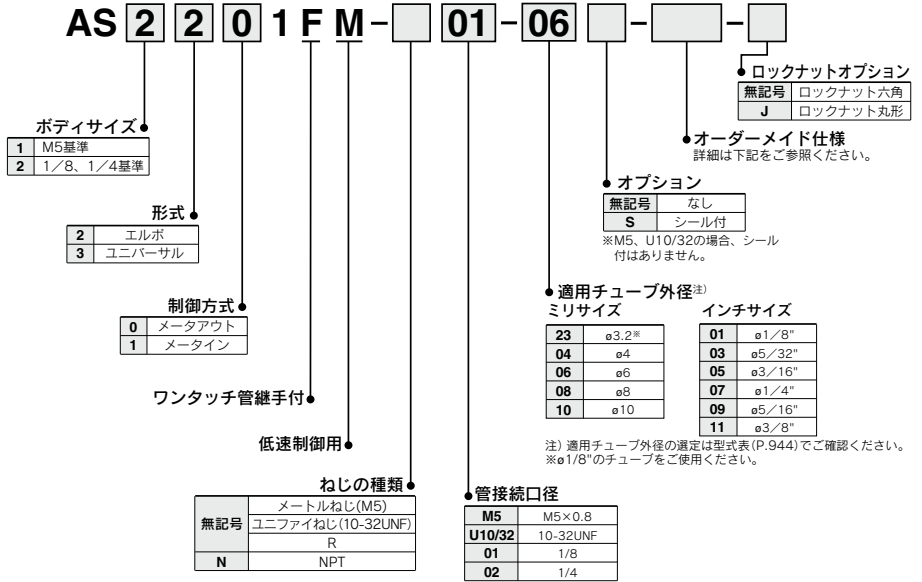 AS 2 2 0 1 F M - 01 - 06 - -
ロックナットオプション
無記号 ロックナット六角
J ロックナット丸形
オーダーメイド仕様
詳細は下記をご参照ください。
オプション
無記号 なし
S シール付
※M5、U10/32の場合、シール
付はありません。
ボディサイズ
1 M5基準
2 1／8、1／4基準
形式
2 エルボ
3 ユニバーサル
制御方式
0 メータアウト
1 メータイン
ワンタッチ管継手付
低速制御用
ねじの種類
無記号 メートルねじ(M5)
ユニファイねじ(10-32UNF)
R
N NPT
適用チューブ外径注)
ミリサイズ
23 ø3.2※
04 ø4
06 ø6
08 ø8
10 ø10
インチサイズ
01 ø1／8"
03 ø5／32"
05 ø3／16"
07 ø1／4"
09 ø5／16"
11 ø3／8"
注) 適用チューブ外径の選定は型式表(P.944)でご確認ください。
※ø1/8"のチューブをご使用ください。
管接続口径
M5 M5×0.8
U10/32 10-32UNF
01 1/8
02 1/4